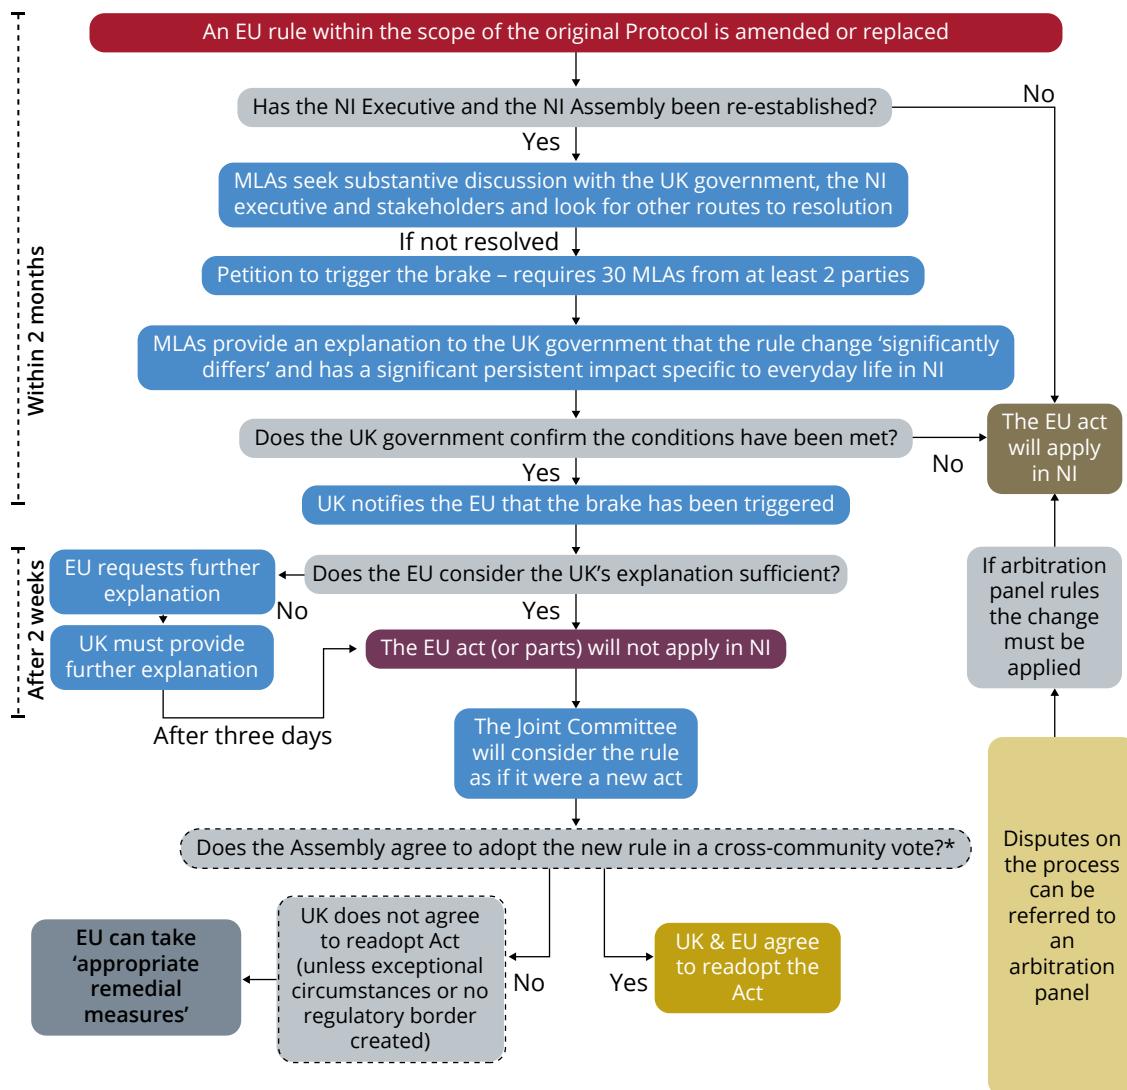 An EU rule within the scope of the original Protocol is amended or replaced
Has the NI Executive and the NI Assembly been re-established?
No
Yes
MLAs seek substantive discussion with the UK government, the NI
executive and stakeholders and look for other routes to resolution
If not resolved
Petition to trigger the brake – requires 30 MLAs from at least 2 parties
MLAs provide an explanation to the UK government that the rule change ‘significantly
differs’ and has a significant persistent impact specific to everyday life in NI
Within 2 months
Does the UK government confirm the conditions have been met?
No
The EU act
will apply
in NI
Yes
UK notifies the EU that the brake has been triggered
After 2 weeks
EU requests further
explanation
Does the EU consider the UK’s explanation sufficient?
No
Yes
UK must provide
further explanation
The EU act (or parts) will not apply in NI
After three days
If arbitration
panel rules
the change
must be
applied
The Joint Committee
will consider the rule
as if it were a new act
Does the Assembly agree to adopt the new rule in a cross-community vote?*
Disputes on
the process
can be
referred to
an
arbitration
panel
EU can take
‘appropriate
remedial
measures’
UK does not agree
to readopt Act
(unless exceptional
circumstances or no
regulatory border
created)
No
Yes
UK & EU agree
to readopt the
Act